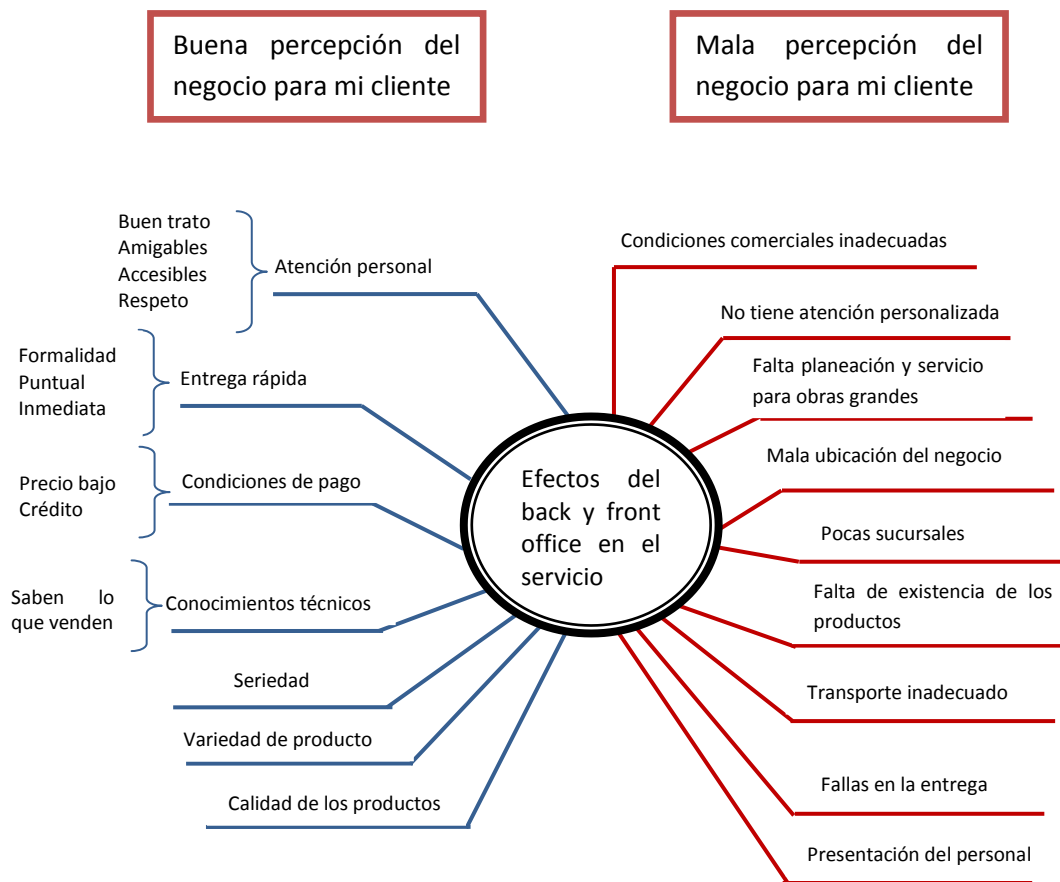 Buena percepción del
negocio para mi cliente
Mala percepción del
negocio para mi cliente
Buen trato
Amigables
Accesibles
Respeto
Atención personal
Formalidad
Puntual
Inmediata
Entrega rápida
Precio bajo
Crédito
Condiciones de pago
Saben lo
que venden
Conocimientos técnicos
Seriedad
Variedad de producto
Calidad de los productos
Efectos del
back y front
office en el
servicio
Condiciones comerciales inadecuadas
No tiene atención personalizada
Falta planeación y servicio
para obras grandes
Mala ubicación del negocio
Pocas sucursales
Falta de existencia de los
productos
Transporte inadecuado
Fallas en la entrega
Presentación del personal